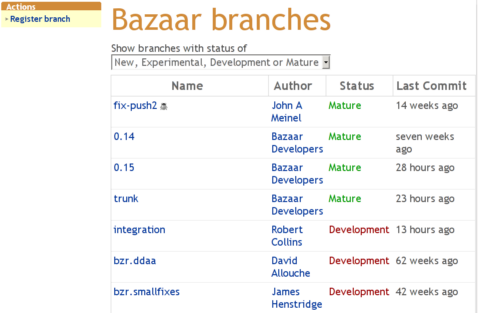 Actions
Register branch
Bazaar branches
Show branches with status of
New, Experimental, Development or Mature
Name Author Status Last Commit
fix-push2 John A Meinel Mature 14 weeks ago
0.14 Bazaar Developers Mature seven weeks ago
0.15 Bazaar Developers Mature 28 hours ago
trunk Bazaar Developers Mature 23 hours ago
integration Robert Collins Development 13 hours ago
bzr.ddaa David Allouche Development 62 weeks ago
bzr.smallfixes James Henstridge Development 42 weeks ago